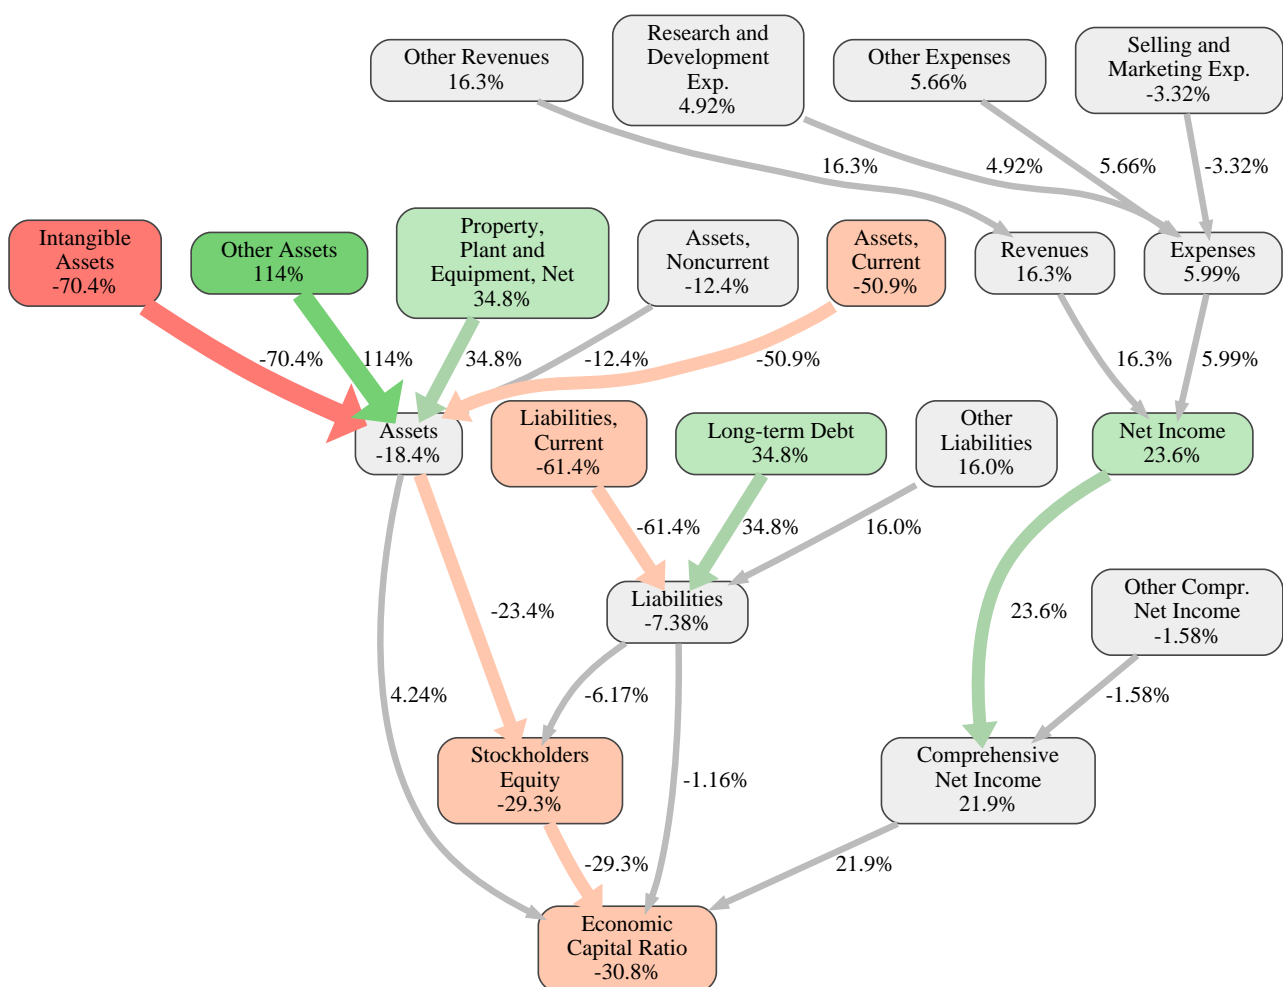 Other Revenues
16.3%
Research and
Development
Exp.
4.92%
Other Expenses
5.66%
Selling and
Marketing Exp.
-3.32%
16.3%
4.92%
5.66%
-3.32%
Intangible
Assets
-70.4%
Other Assets
114%
Property,
Plant and
Equipment, Net
34.8%
Assets,
Noncurrent
-12.4%
Assets,
Current
-50.9%
Revenues
16.3%
Expenses
5.99%
-70.4%
114%
34.8%
-12.4%
-50.9%
16.3%
5.99%
Assets
-18.4%
Liabilities,
Current
-61.4%
Long-term Debt
34.8%
Other
Liabilities
16.0%
Net Income
23.6%
-61.4%
34.8%
16.0%
-23.4%
Liabilities
-7.38%
23.6%
Other Compr.
Net Income
-1.58%
4.24%
-6.17%
-1.58%
Stockholders
Equity
-29.3%
-1.16%
Comprehensive
Net Income
21.9%
-29.3%
21.9%
Economic
Capital Ratio
-30.8%